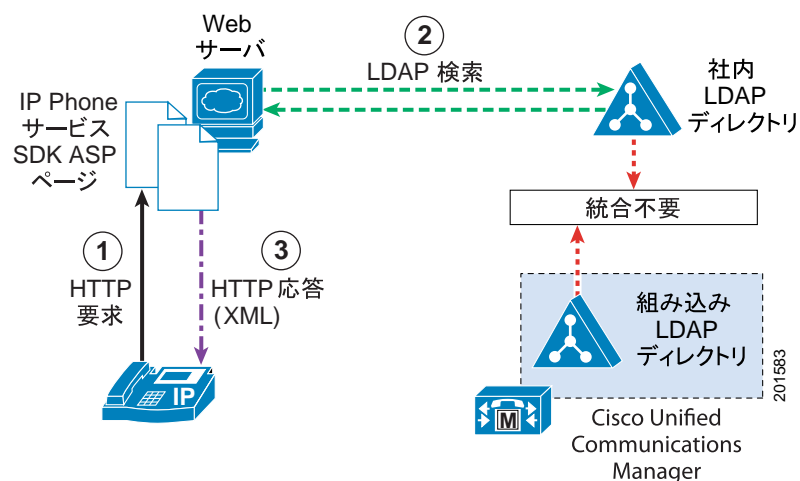 Web
サーバ
②
LDAP 検索
社内
LDAP
ディレクトリ
IP Phone
サービス
SDK ASP
ページ
統合不要
①
HTTP
要求
③
HTTP 応答
(XML)
組み込み
LDAP
ディレクトリ
IP
M
201583
Cisco Unified
Communications
Manager